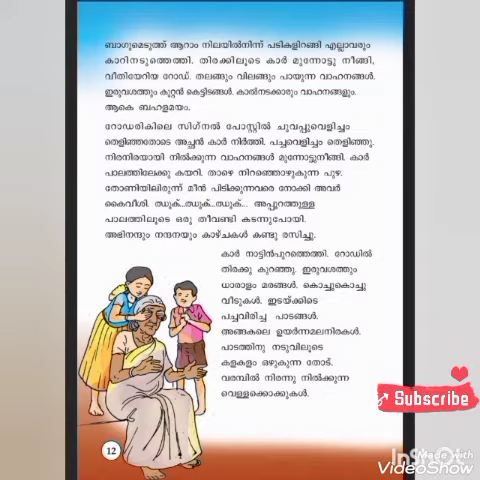 ബാഗുമെടുത്ത് ആറാം നിലയിൽനിന്ന് പടികളിറങ്ങി എല്ലാവരും
കാറിനടുത്തെത്തി. തിരക്കിലൂടെ കാർ മുന്നോട്ടു നീങ്ങി,
വീതിയേറിയ റോഡ്. തലങ്ങും വിലങ്ങും പായുന്ന വാഹനങ്ങൾ.
ഇരുവശത്തും കൂറ്റൻ കെട്ടിടങ്ങൾ. കാൽനടക്കാരും വാഹനങ്ങളും.
ആകെ ബഹളമയം.
റോഡരികിലെ സിഗ്നൽ പോസ്റ്റിൽ ചുവപ്പുവെളിച്ചം
തെളിഞ്ഞതോടെ അച്ഛൻ കാർ നിർത്തി. പച്ചവെളിച്ചം തെളിഞ്ഞു.
നിരനിരയായി നിൽക്കുന്ന വാഹനങ്ങൾ മുന്നോട്ടുനീങ്ങി. കാർ
പാലത്തിലേക്കു കയറി. താഴെ നിറഞ്ഞൊഴുകുന്ന പുഴ.
തോണിയിലിരുന്ന് മീൻ പിടിക്കുന്നവരെ നോക്കി അവർ
കൈവീശി. ഝുക്...ഝുക്...ഝുക്... അപ്പുറത്തുള്ള
പാലത്തിലൂടെ ഒരു തീവണ്ടി കടന്നുപോയി.
അഭിനന്ദും നന്ദനയും കാഴ്ചകൾ കണ്ടു രസിച്ചു.
കാർ നാട്ടിൻപുറത്തെത്തി. റോഡിൽ
തിരക്കു കുറഞ്ഞു. ഇരുവശത്തും
ധാരാളം മരങ്ങൾ. കൊച്ചുകൊച്ചു
വീടുകൾ. ഇടയ്ക്കിടെ
പച്ചവിരിച്ച പാടങ്ങൾ.
അങ്ങകലെ ഉയർന്നമലനിരകൾ.
പാടത്തിനു നടുവിലൂടെ
കളകളം ഒഴുകുന്ന തോട്.
വരമ്പിൽ നിരന്നു നിൽക്കുന്ന
വെള്ളക്കൊക്കുകൾ.
Subscribe
12
Made with
VideoShow